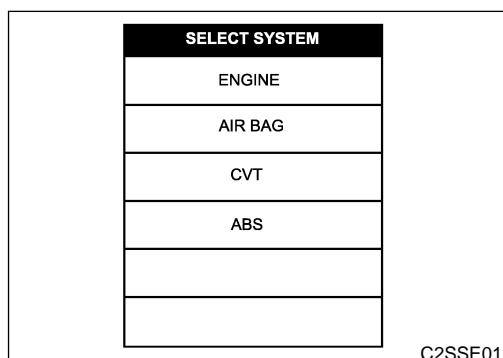 SELECT SYSTEM
ENGINE
AIR BAG
CVT
ABS
C2SSE01